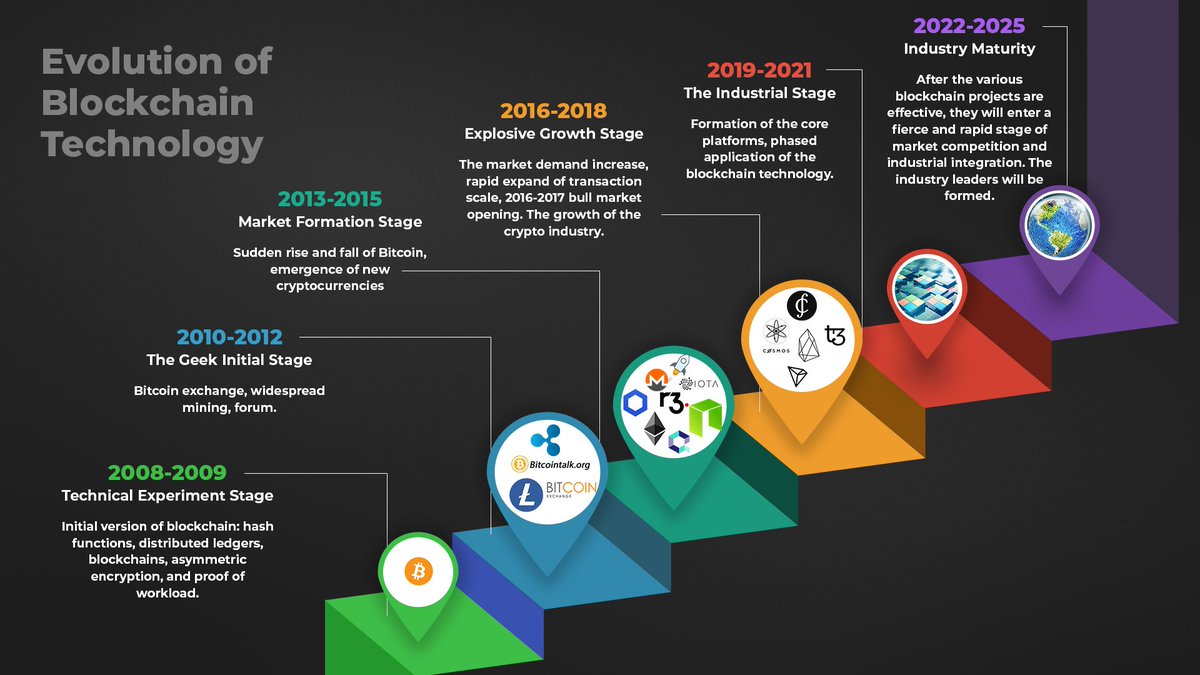 Evolution of
Blockchain
Technology
2008-2009
Technical Experiment Stage
Initial version of blockchain: hash
functions, distributed ledgers,
blockchains, asymmetric
encryption, and proof of
workload.
2010-2012
The Geek Initial Stage
Bitcoin exchange, widespread
mining, forum.
Bitcointalk.org
BITCOIN
EXCHANGE
2013-2015
Market Formation Stage
Sudden rise and fall of Bitcoin,
emergence of new
cryptocurrencies
IOTA
r3.
2016-2018
Explosive Growth Stage
The market demand increase,
rapid expand of transaction
scale, 2016-2017 bull market
opening. The growth of the
crypto industry.
COSMOS
2019-2021
The Industrial Stage
Formation of the core
platforms, phased
application of the
blockchain technology.
2022-2025
Industry Maturity
After the various
blockchain projects are
effective, they will enter a
fierce and rapid stage of
market competition and
industrial integration. The
industry leaders will be
formed.